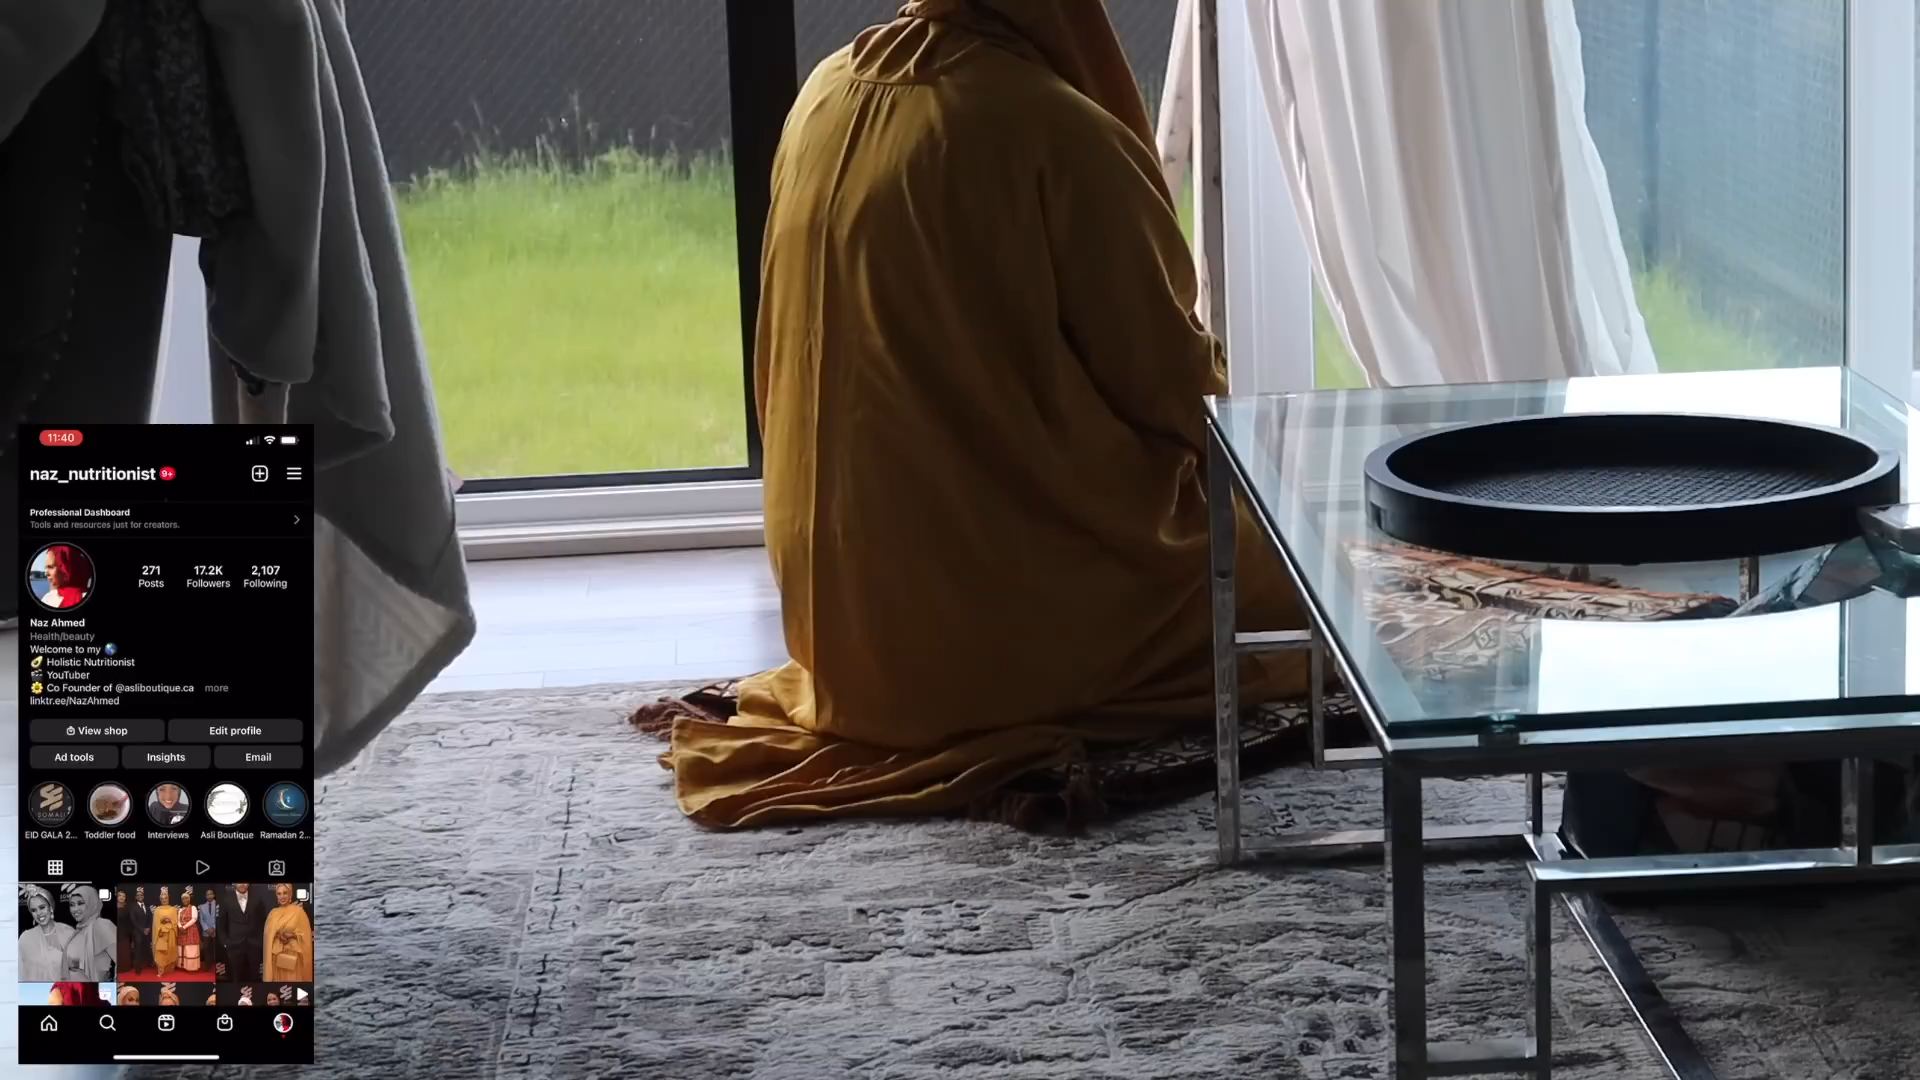 11:40
naz_nutritionist 9+
Professional Dashboard
Tools and resources just for creators.
271 17.2K 2,107
Posts Followers Following
Naz Ahmed
Health/beauty
Welcome to my 🌎
🥑 Holistic Nutritionist
🎬 YouTuber
🌼 Co Founder of @asliboutique.ca more
linktr.ee/NazAhmed
View shop Edit profile
Ad tools Insights Email
SOMALI
EID GALA 2... Toddler food Interviews Asli Boutique Ramadan 2...